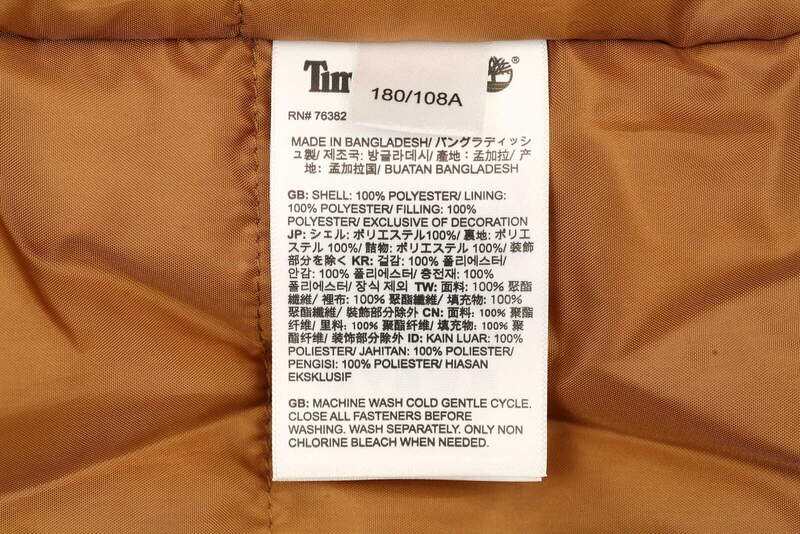 Tim
®
180/108A
RN# 76382
MADE IN BANGLADESH/ バングラディッシ
ュ製/ 제조국: 방글라데시/ 產地: 孟加拉/ 产
地: 孟加拉国/ BUATAN BANGLADESH
GB: SHELL: 100% POLYESTER/ LINING:
100% POLYESTER/ FILLING: 100%
POLYESTER/ EXCLUSIVE OF DECORATION
JP: シェル: ポリエステル100%/ 裏地: ポリエ
ステル 100%/ 詰物: ポリエステル 100%/ 装飾
部分を除く KR: 겉감: 100% 폴리에스터/
안감: 100% 폴리에스터/ 충전재: 100%
폴리에스터/ 장식 제외 TW: 面料: 100% 聚酯
纖維/ 裡布: 100% 聚酯纖維/ 填充物: 100%
聚酯纖維/ 裝飾部分除外 CN: 面料: 100% 聚酯
纤维/ 里料: 100% 聚酯纤维/ 填充物: 100% 聚
酯纤维/ 装饰部分除外 ID: KAIN LUAR: 100%
POLIESTER/ JAHITAN: 100% POLIESTER/
PENGISI: 100% POLIESTER/ HIASAN
EKSKLUSIF
GB: MACHINE WASH COLD GENTLE CYCLE.
CLOSE ALL FASTENERS BEFORE
WASHING. WASH SEPARATELY. ONLY NON
CHLORINE BLEACH WHEN NEEDED.